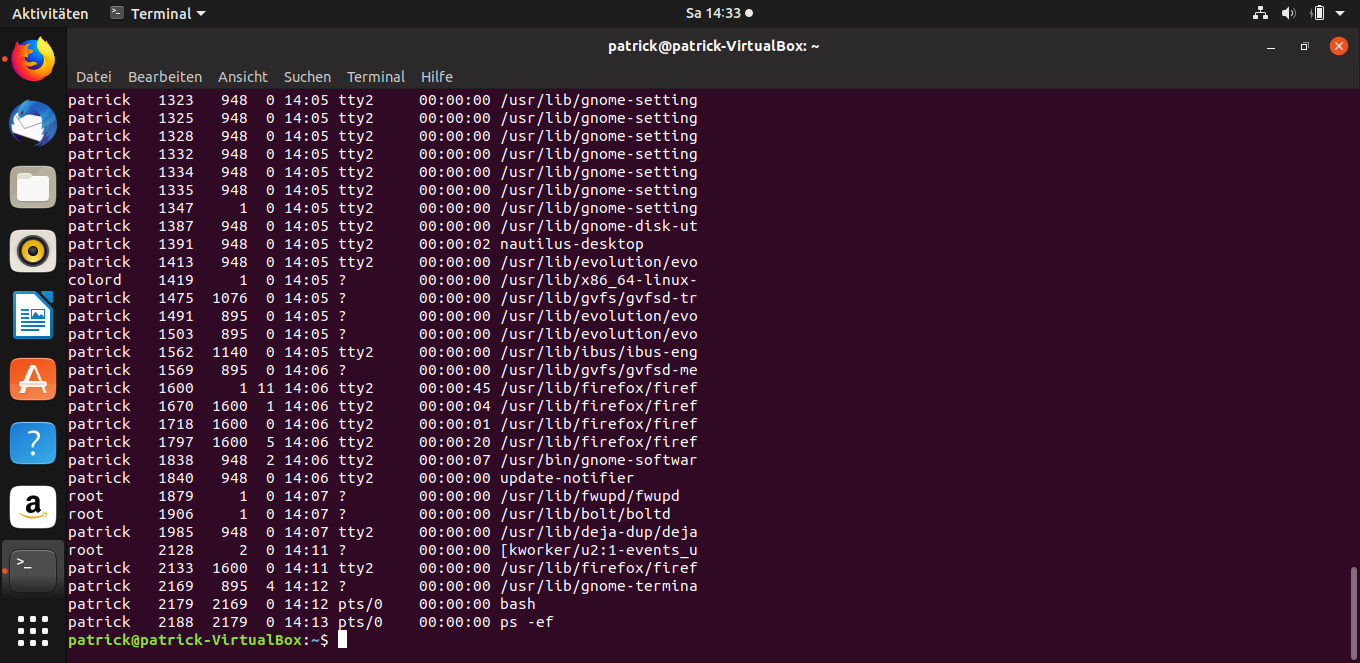 Aktivitäten Terminal Sa 14:33
patrick@patrick-VirtualBox: ~
Datei Bearbeiten Ansicht Suchen Terminal Hilfe
patrick   1323   948  0 14:05 tty2     00:00:00 /usr/lib/gnome-setting
patrick   1325   948  0 14:05 tty2     00:00:00 /usr/lib/gnome-setting
patrick   1328   948  0 14:05 tty2     00:00:00 /usr/lib/gnome-setting
patrick   1332   948  0 14:05 tty2     00:00:00 /usr/lib/gnome-setting
patrick   1334   948  0 14:05 tty2     00:00:00 /usr/lib/gnome-setting
patrick   1335   948  0 14:05 tty2     00:00:00 /usr/lib/gnome-setting
patrick   1347     1  0 14:05 tty2     00:00:00 /usr/lib/gnome-setting
patrick   1387   948  0 14:05 tty2     00:00:00 /usr/lib/gnome-disk-ut
patrick   1391   948  0 14:05 tty2     00:00:02 nautilus-desktop
patrick   1413   948  0 14:05 tty2     00:00:00 /usr/lib/evolution/evo
colord    1419     1  0 14:05 ?        00:00:00 /usr/lib/x86_64-linux-
patrick   1475  1076  0 14:05 ?        00:00:00 /usr/lib/gvfs/gvfsd-tr
patrick   1491   895  0 14:05 ?        00:00:00 /usr/lib/evolution/evo
patrick   1503   895  0 14:05 ?        00:00:00 /usr/lib/evolution/evo
patrick   1562  1140  0 14:05 tty2     00:00:00 /usr/lib/ibus/ibus-eng
patrick   1569   895  0 14:06 ?        00:00:00 /usr/lib/gvfs/gvfsd-me
patrick   1600     1 11 14:06 tty2     00:00:45 /usr/lib/firefox/firef
patrick   1670  1600  1 14:06 tty2     00:00:04 /usr/lib/firefox/firef
patrick   1718  1600  0 14:06 tty2     00:00:01 /usr/lib/firefox/firef
patrick   1797  1600  5 14:06 tty2     00:00:20 /usr/lib/firefox/firef
patrick   1838   948  2 14:06 tty2     00:00:07 /usr/bin/gnome-softwar
patrick   1840   948  0 14:06 tty2     00:00:00 update-notifier
root      1879     1  0 14:07 ?        00:00:00 /usr/lib/fwupd/fwupd
root      1906     1  0 14:07 ?        00:00:00 /usr/lib/bolt/boltd
patrick   1985   948  0 14:07 tty2     00:00:00 /usr/lib/deja-dup/deja
root      2128     2  0 14:11 ?        00:00:00 [kworker/u2:1-events_u
patrick   2133  1600  0 14:11 tty2     00:00:00 /usr/lib/firefox/firef
patrick   2169   895  4 14:12 ?        00:00:00 /usr/lib/gnome-termina
patrick   2179  2169  0 14:12 pts/0    00:00:00 bash
patrick   2188  2179  0 14:13 pts/0    00:00:00 ps -ef
patrick@patrick-VirtualBox:~$